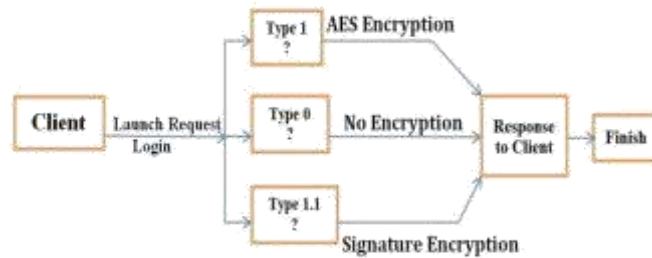 Client
Launch Request
Login
Type 1
?
AES Encryption
Type 0
?
No Encryption
Type 1.1
?
Signature Encryption
Response
to Client
Finish